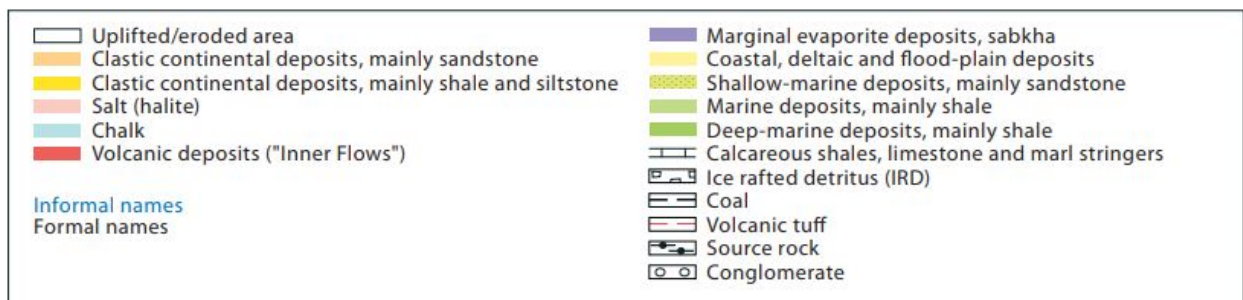 Uplifted/eroded area
Clastic continental deposits, mainly sandstone
Clastic continental deposits, mainly shale and siltstone
Salt (halite)
Chalk
Volcanic deposits ("Inner Flows")
Informal names
Formal names
Marginal evaporite deposits, sabkha
Coastal, deltaic and flood-plain deposits
Shallow-marine deposits, mainly sandstone
Marine deposits, mainly shale
Deep-marine deposits, mainly shale
Calcareous shales, limestone and marl stringers
Ice rafted detritus (IRD)
Coal
Volcanic tuff
Source rock
Conglomerate